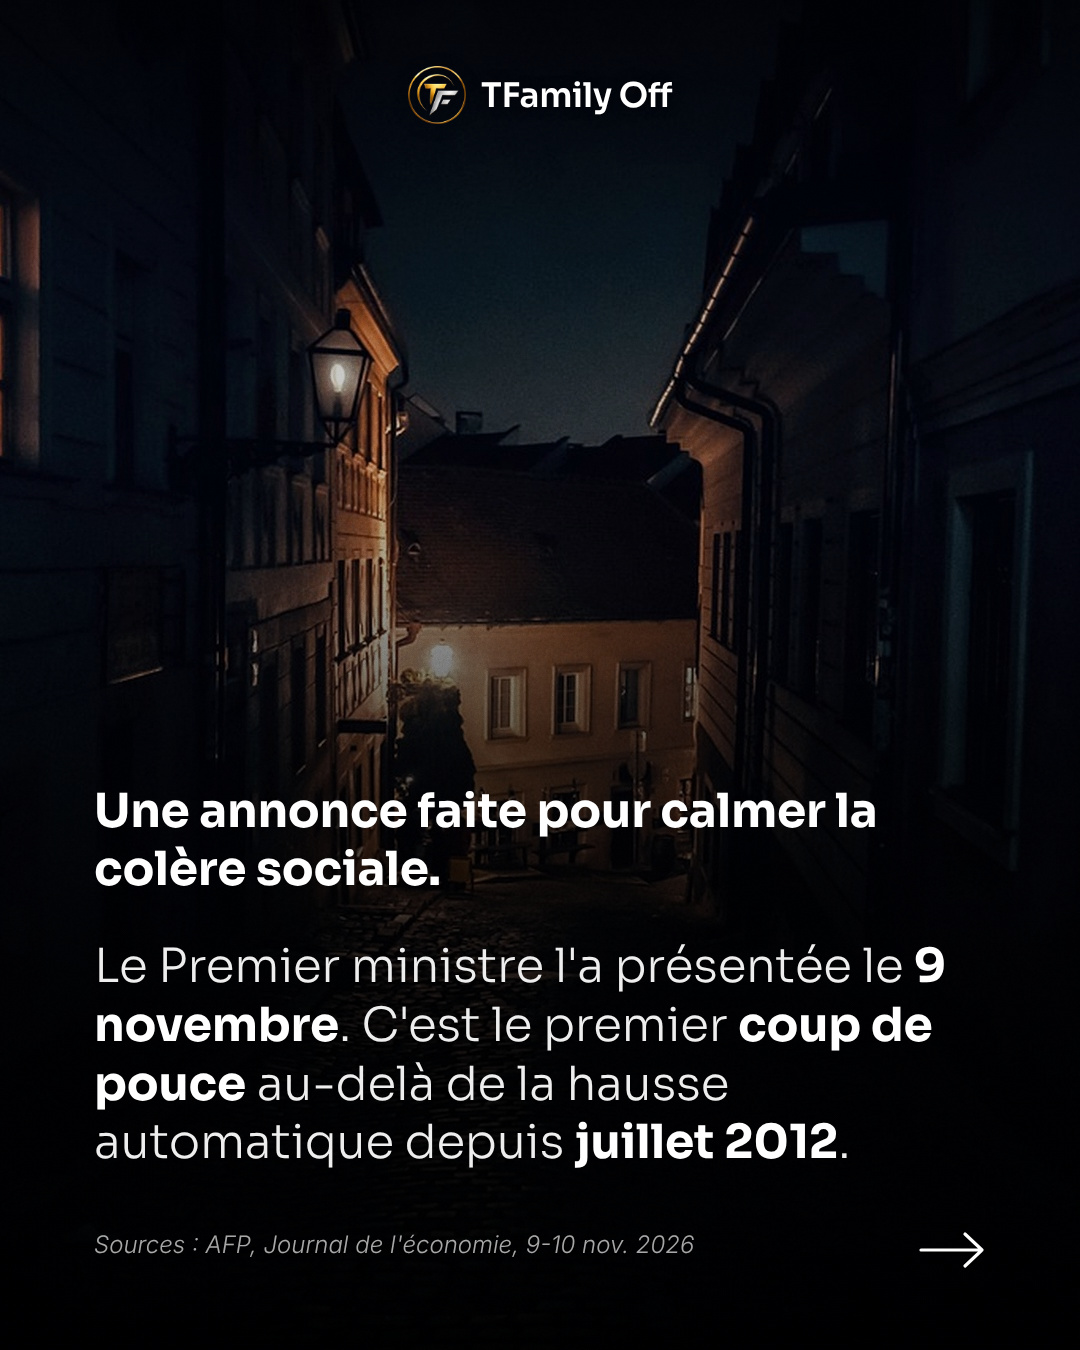 TFamily Off
Une annonce faite pour calmer la
colère sociale.
Le Premier ministre l'a présentée le 9
novembre. C'est le premier coup de
pouce au-delà de la hausse
automatique depuis juillet 2012.
Sources : AFP, Journal de l'économie, 9-10 nov. 2026